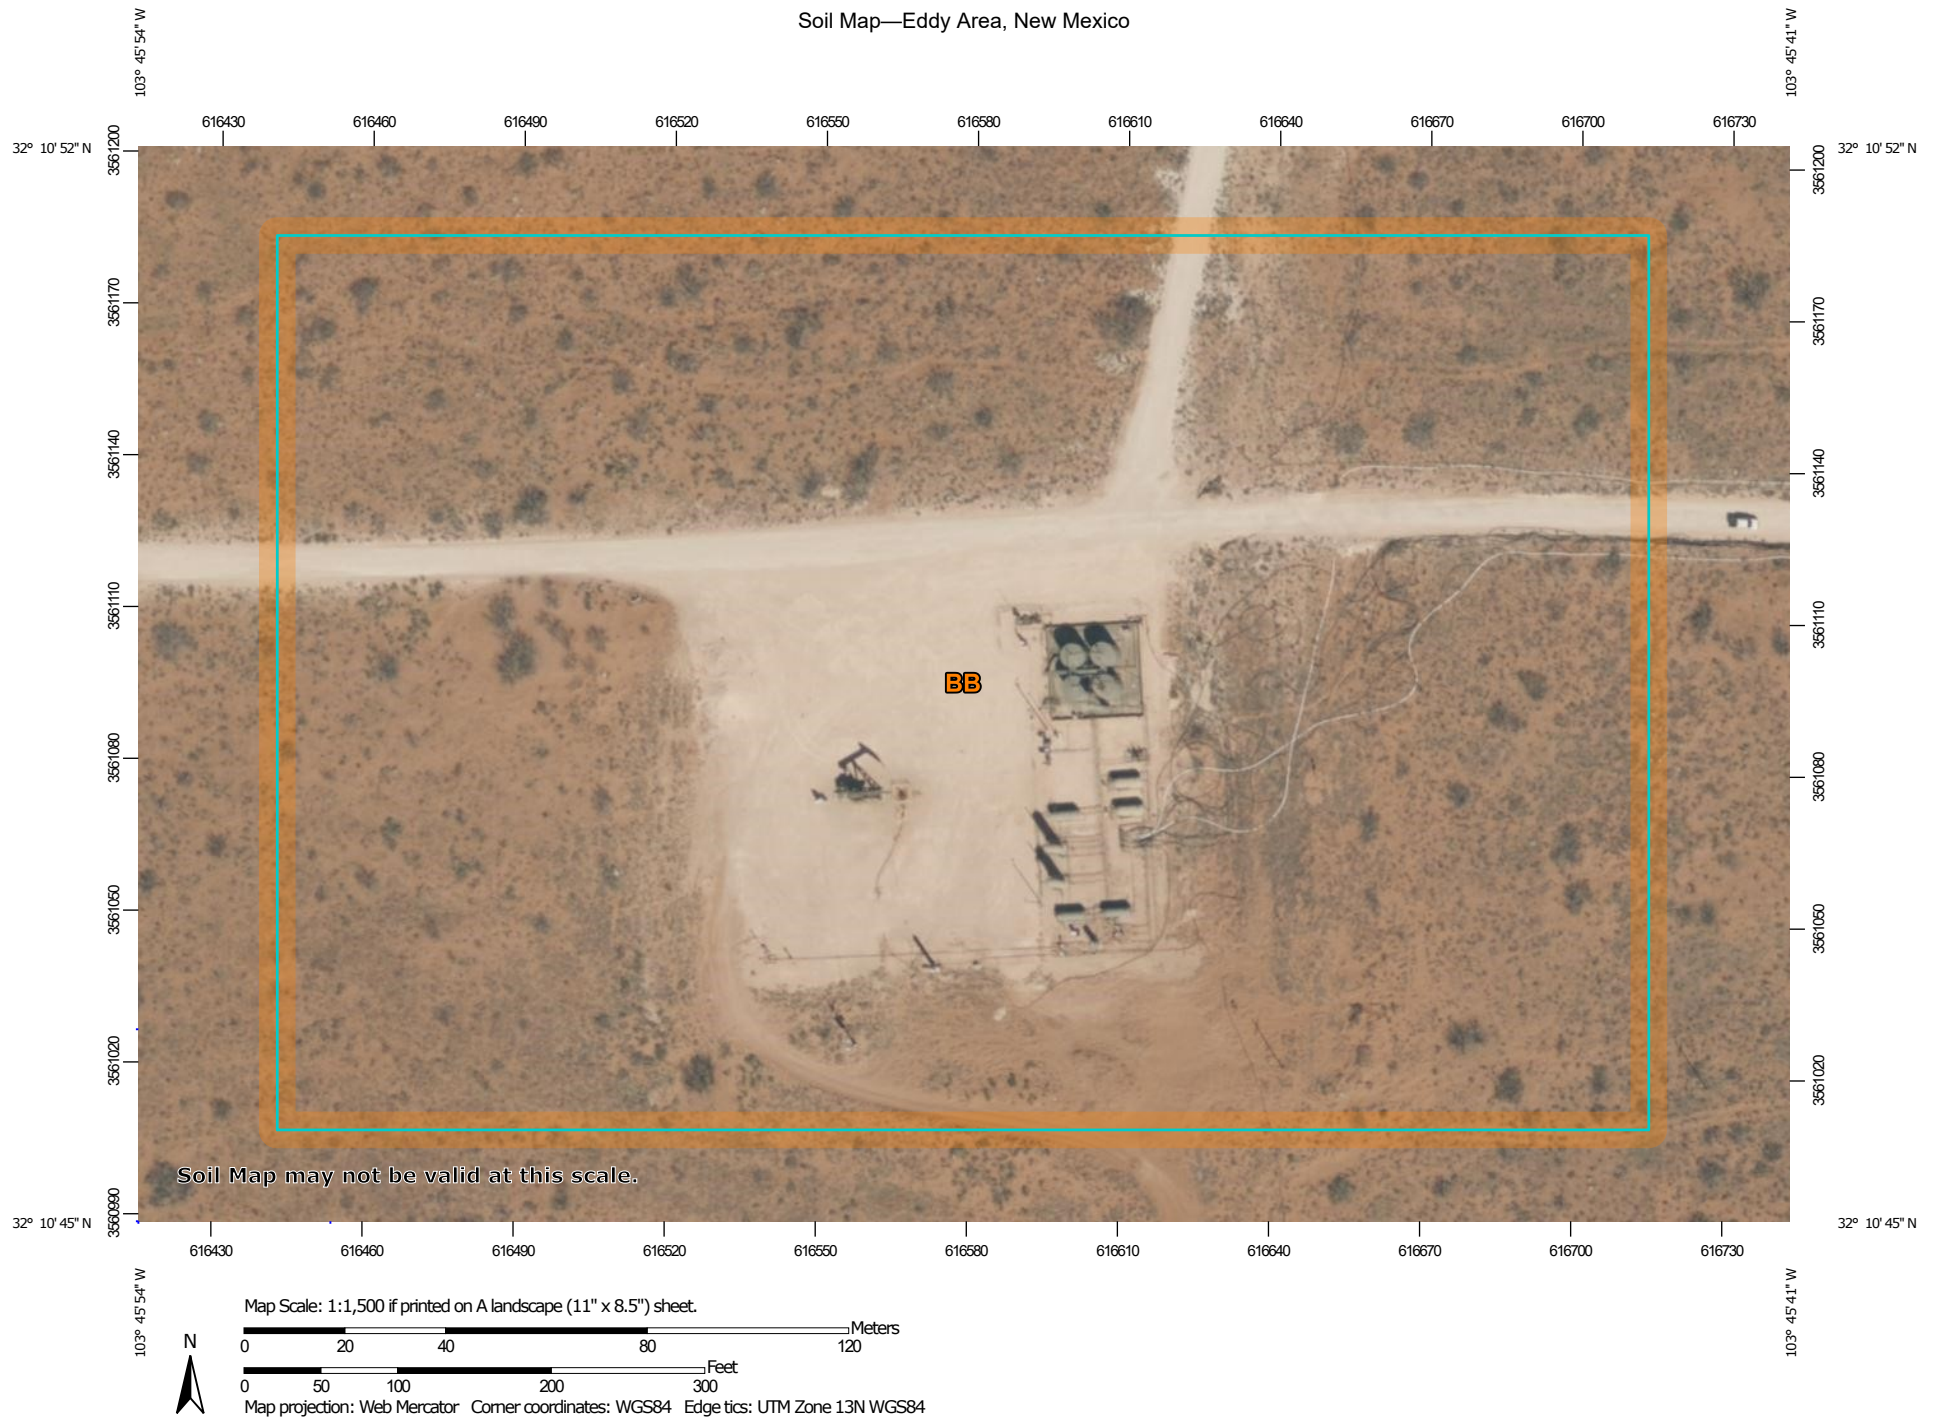 Soil Map—Eddy Area, New Mexico
103° 45' 54'' W
103° 45' 41'' W
616430 616460 616490 616520 616550 616580 616610 616640 616670 616700 616730
32° 10' 52'' N
32° 10' 52'' N
3561200
3561170
3561140
3561110
3561080
3561050
3561020
3560990
3561200
3561170
3561140
3561110
3561080
3561050
3561020
BB
Soil Map may not be valid at this scale.
32° 10' 45'' N
32° 10' 45'' N
616430 616460 616490 616520 616550 616580 616610 616640 616670 616700 616730
103° 45' 54'' W
103° 45' 41'' W
Map Scale: 1:1,500 if printed on A landscape (11" x 8.5") sheet.
Meters
0 20 40 80 120
Feet
0 50 100 200 300
N
Map projection: Web Mercator Corner coordinates: WGS84 Edge tics: UTM Zone 13N WGS84